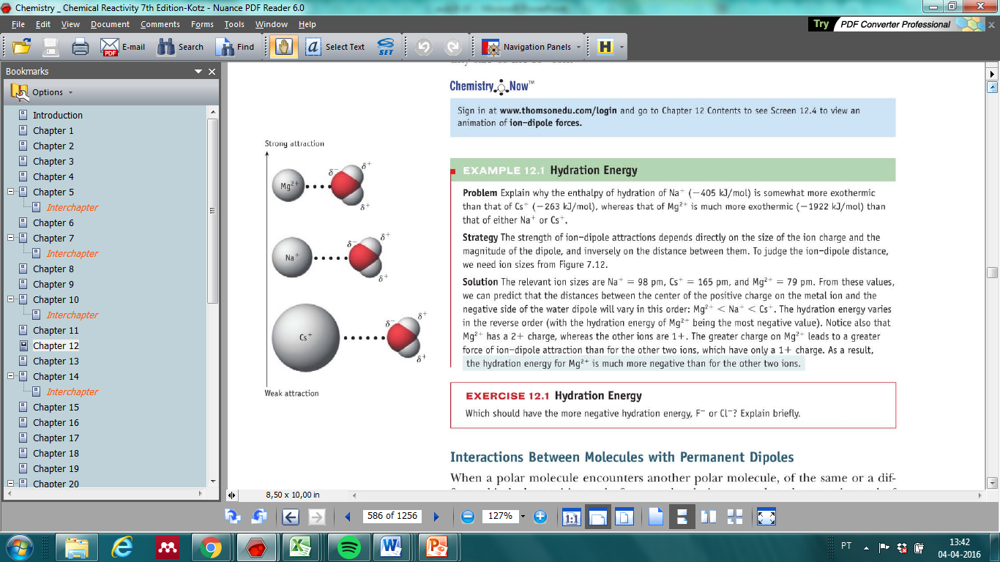 Chemistry _ Chemical Reactivity 7th Edition-Kotz - Nuance PDF Reader 6.0
File Edit View Document Comments Forms Tools Window Help
Try PDF Converter Professional
PDF E-mail Search Find a Select Text SET Navigation Panels H
Bookmarks
Options
Introduction
Chapter 1
Chapter 2
Chapter 3
Chapter 4
Chapter 5
Interchapter
Chapter 6
Chapter 7
Interchapter
Chapter 8
Chapter 9
Chapter 10
Interchapter
Chapter 11
Chapter 12
Chapter 13
Chapter 14
Interchapter
Chapter 15
Chapter 16
Chapter 17
Chapter 18
Chapter 19
Chapter 20
Chemistry Now™
Sign in at www.thomsonedu.com/login and go to Chapter 12 Contents to see Screen 12.4 to view an
animation of ion–dipole forces.
Strong attraction
Mg²⁺ δ⁻ δ⁺ δ⁺
Na⁺ δ⁻ δ⁺ δ⁺
Cs⁺ δ⁻ δ⁺ δ⁺
Weak attraction
EXAMPLE 12.1 Hydration Energy
Problem Explain why the enthalpy of hydration of Na⁺ (−405 kJ/mol) is somewhat more exothermic
than that of Cs⁺ (−263 kJ/mol), whereas that of Mg²⁺ is much more exothermic (−1922 kJ/mol) than
that of either Na⁺ or Cs⁺.
Strategy The strength of ion–dipole attractions depends directly on the size of the ion charge and the
magnitude of the dipole, and inversely on the distance between them. To judge the ion–dipole distance,
we need ion sizes from Figure 7.12.
Solution The relevant ion sizes are Na⁺ = 98 pm, Cs⁺ = 165 pm, and Mg²⁺ = 79 pm. From these values,
we can predict that the distances between the center of the positive charge on the metal ion and the
negative side of the water dipole will vary in this order: Mg²⁺ < Na⁺ < Cs⁺. The hydration energy varies
in the reverse order (with the hydration energy of Mg²⁺ being the most negative value). Notice also that
Mg²⁺ has a 2+ charge, whereas the other ions are 1+. The greater charge on Mg²⁺ leads to a greater
force of ion–dipole attraction than for the other two ions, which have only a 1+ charge. As a result,
the hydration energy for Mg²⁺ is much more negative than for the other two ions.
EXERCISE 12.1 Hydration Energy
Which should have the more negative hydration energy, F⁻ or Cl⁻? Explain briefly.
Interactions Between Molecules with Permanent Dipoles
When a polar molecule encounters another polar molecule, of the same or a dif-
8,50 x 10,00 in
586 of 1256 127% 1:1
PT 13:42
04-04-2016